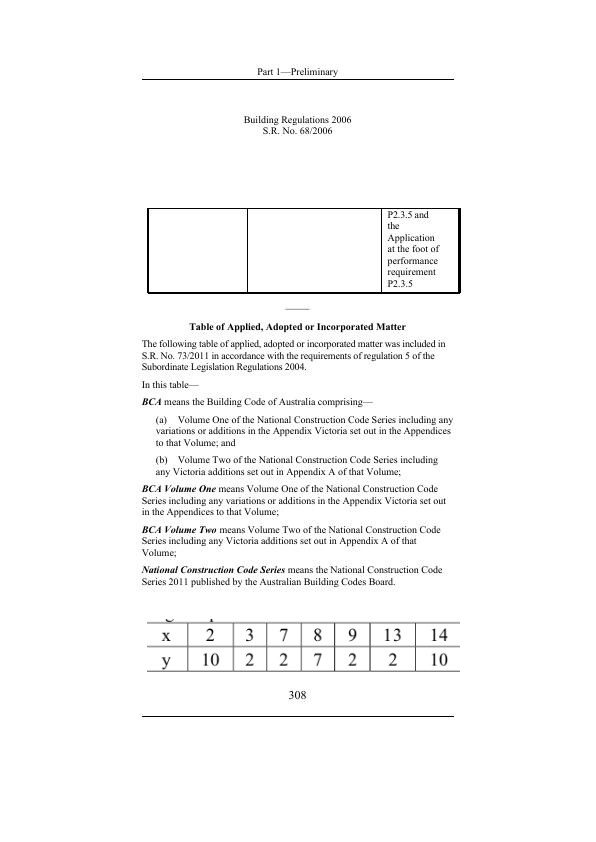 Part 1—Preliminary
Building Regulations 2006
S.R. No. 68/2006
P2.3.5 and
the
Application
at the foot of
performance
requirement
P2.3.5
Table of Applied, Adopted or Incorporated Matter
The following table of applied, adopted or incorporated matter was included in
S.R. No. 73/2011 in accordance with the requirements of regulation 5 of the
Subordinate Legislation Regulations 2004.
In this table—
BCA means the Building Code of Australia comprising—
(a) Volume One of the National Construction Code Series including any
variations or additions in the Appendix Victoria set out in the Appendices
to that Volume; and
(b) Volume Two of the National Construction Code Series including
any Victoria additions set out in Appendix A of that Volume;
BCA Volume One means Volume One of the National Construction Code
Series including any variations or additions in the Appendix Victoria set out
in the Appendices to that Volume;
BCA Volume Two means Volume Two of the National Construction Code
Series including any Victoria additions set out in Appendix A of that
Volume;
National Construction Code Series means the National Construction Code
Series 2011 published by the Australian Building Codes Board.
x 2 3 7 8 9 13 14
y 10 2 2 7 2 2 10
308